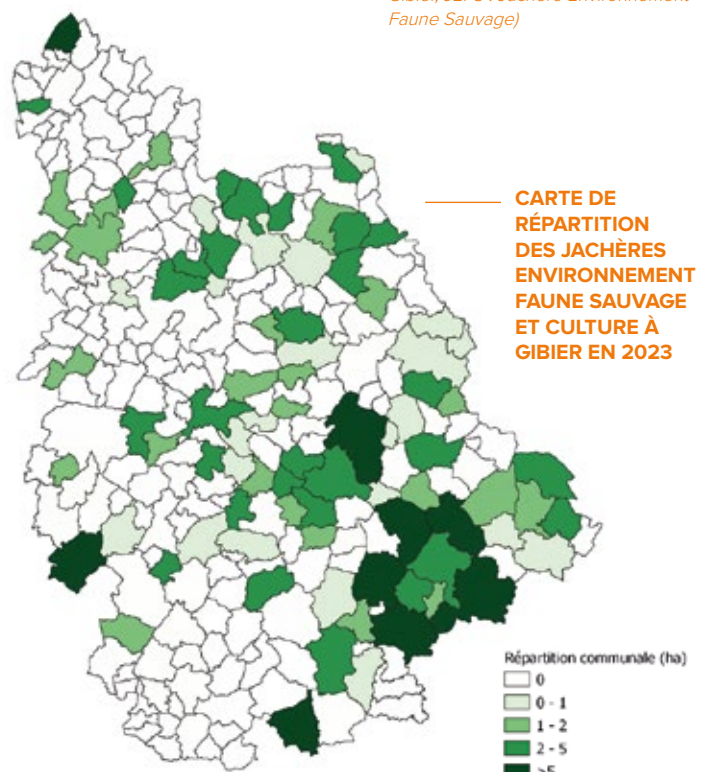 Faune Sauvage)
CARTE DE
RÉPARTITION
DES JACHÈRES
ENVIRONNEMENT
FAUNE SAUVAGE
ET CULTURE À
GIBIER EN 2023
Répartition communale (ha)
0
0 - 1
1 - 2
2 - 5
>5